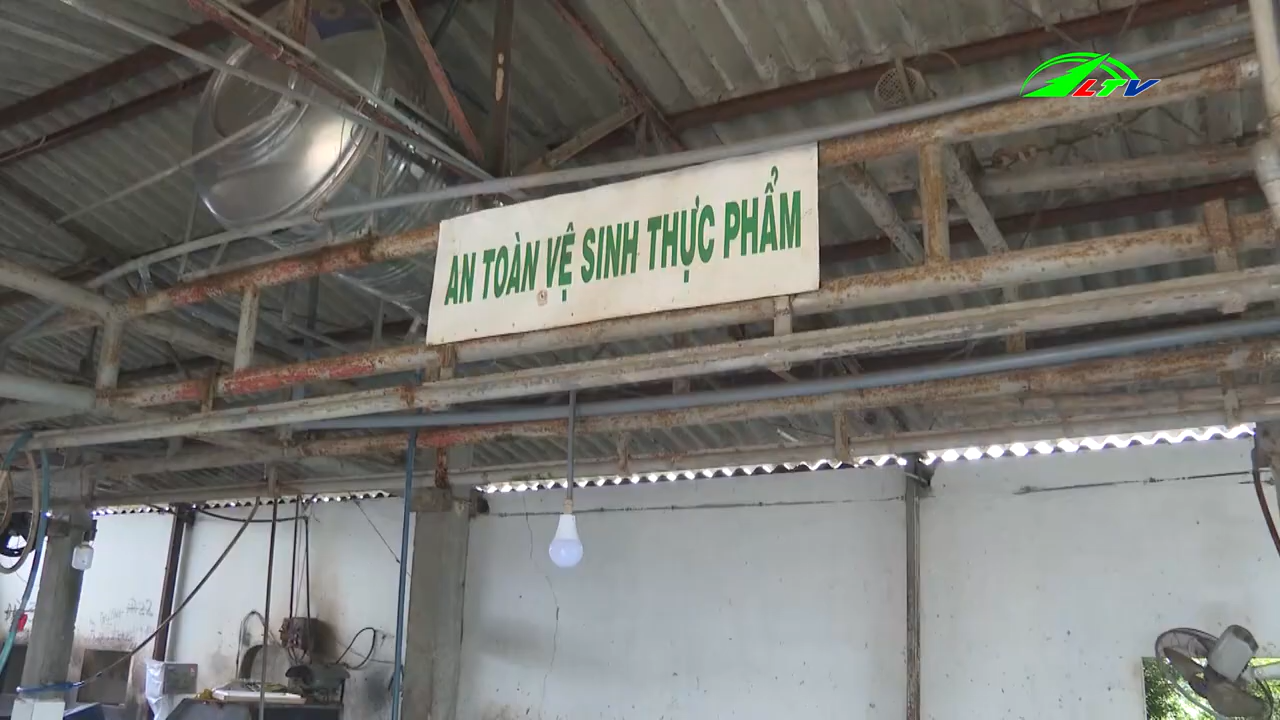 LTV
AN TOÀN VỆ SINH THỰC PHẨM